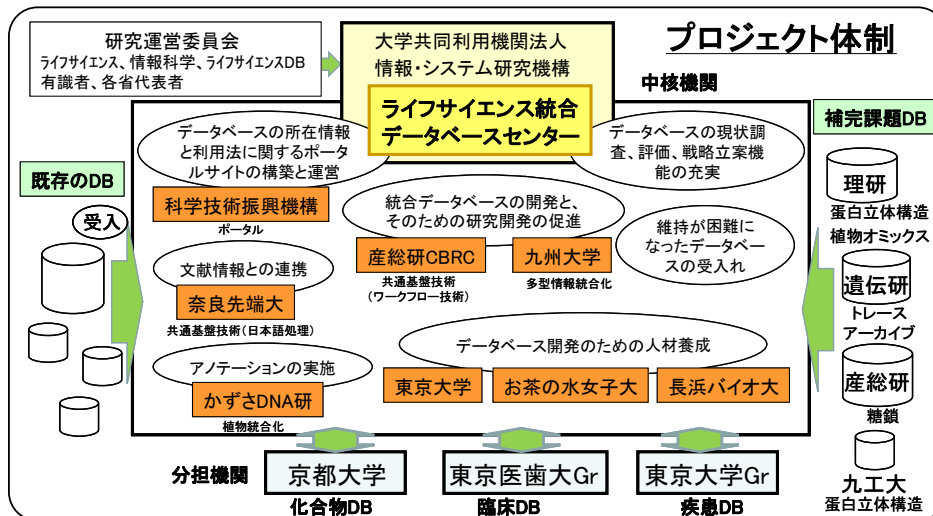 プロジェクト体制
研究運営委員会
ライフサイエンス、情報科学、ライフサイエンスDB
有識者、各省代表者
大学共同利用機関法人
情報・システム研究機構
中核機関
ライフサイエンス統合
データベースセンター
データベースの所在情報
と利用法に関するポータ
ルサイトの構築と運営
科学技術振興機構
ポータル
データベースの現状調
査、評価、戦略立案機
能の充実
統合データベースの開発と、
そのための研究開発の促進
産総研CBRC
共通基盤技術
(ワークフロー技術)
九州大学
多型情報統合化
維持が困難に
なったデータベー
スの受入れ
文献情報との連携
奈良先端大
共通基盤技術(日本語処理)
アノテーションの実施
かずさDNA研
植物統合化
データベース開発のための人材養成
東京大学
お茶の水女子大
長浜バイオ大
既存のDB
受入
補完課題DB
理研
蛋白立体構造
植物オミックス
遺伝研
トレース
アーカイブ
産総研
糖鎖
九工大
蛋白立体構造
分担機関
京都大学
化合物DB
東京医歯大Gr
臨床DB
東京大学Gr
疾患DB